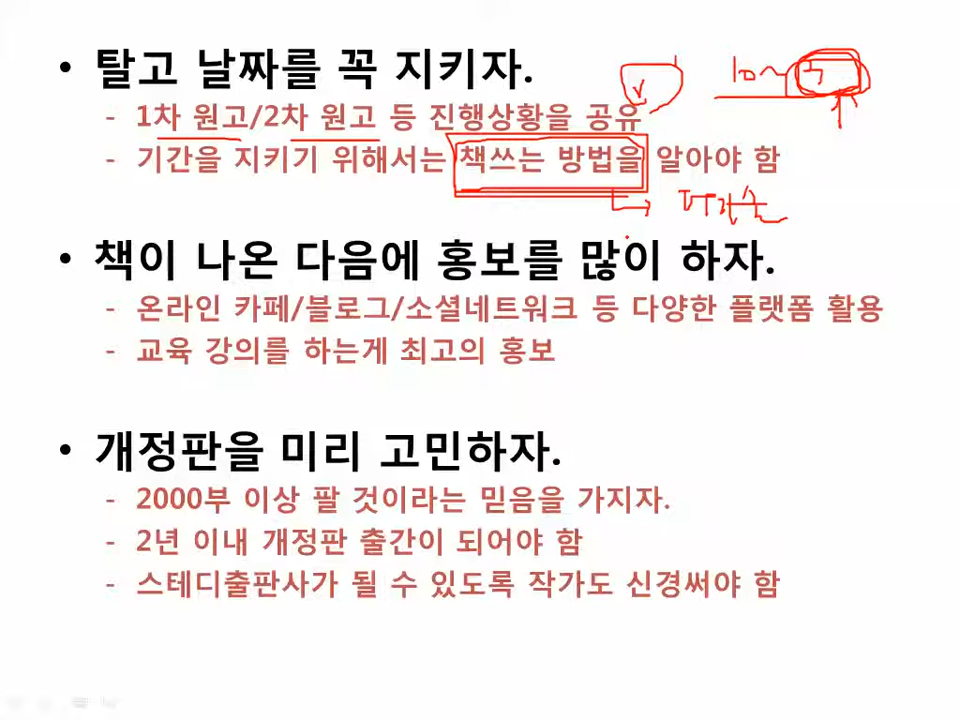 • 탈고 날짜를 꼭 지키자.
- 1차 원고/2차 원고 등 진행상황을 공유
- 기간을 지키기 위해서는 책쓰는 방법을 알아야 함
• 책이 나온 다음에 홍보를 많이 하자.
- 온라인 카페/블로그/소셜네트워크 등 다양한 플랫폼 활용
- 교육 강의를 하는게 최고의 홍보
• 개정판을 미리 고민하자.
- 2000부 이상 팔 것이라는 믿음을 가지자.
- 2년 이내 개정판 출간이 되어야 함
- 스테디출판사가 될 수 있도록 작가도 신경써야 함